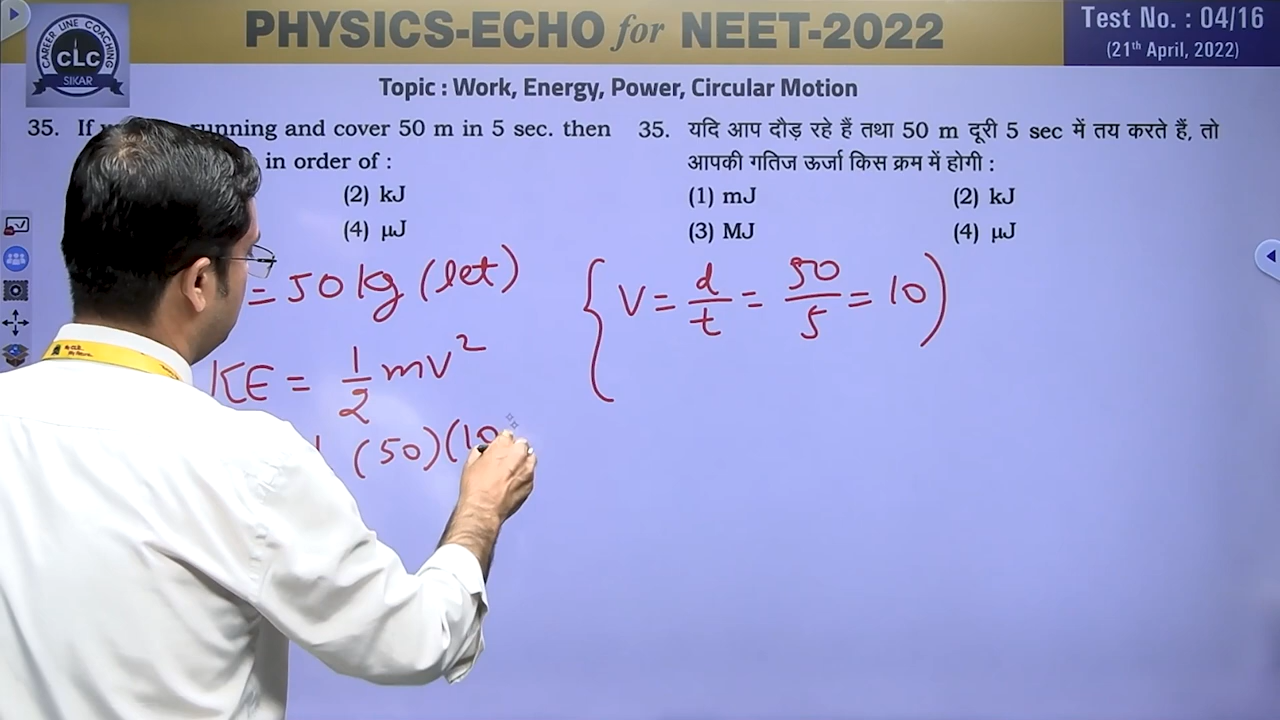 PHYSICS-ECHO for NEET-2022
Test No. : 04/16
(21th April, 2022)
CAREER LINE COACHING
CLC
SIKAR
Topic : Work, Energy, Power, Circular Motion
35. If running and cover 50 m in 5 sec. then
in order of :
(2) kJ
(4) μJ
35. यदि आप दौड़ रहे हैं तथा 50 m दूरी 5 sec में तय करते हैं, तो
आपकी गतिज ऊर्जा किस क्रम में होगी :
(1) mJ (2) kJ
(3) MJ (4) μJ
= 50 kg (let)
{ V = d/t = 50/5 = 10 )
KE = 1/2 mv²
(50)(10